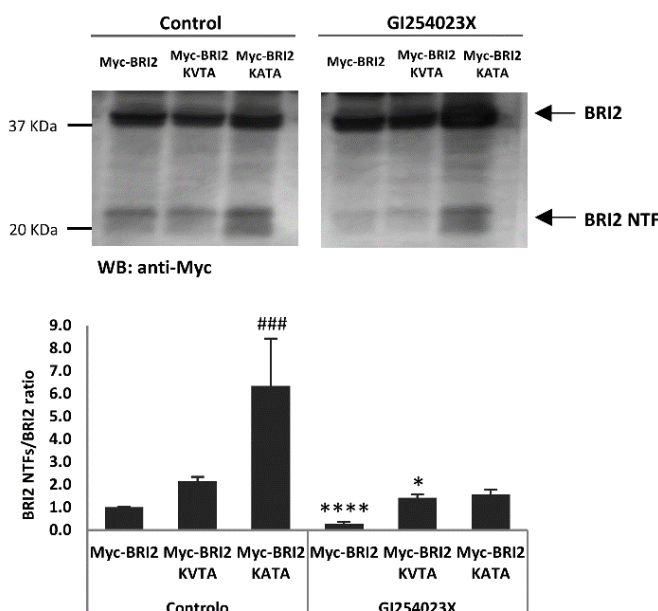 Control
GI254023X
Myc-BRI2
Myc-BRI2 KVTA
Myc-BRI2 KATA
Myc-BRI2
Myc-BRI2 KVTA
Myc-BRI2 KATA
37 KDa
BRI2
20 KDa
BRI2 NTF
WB: anti-Myc
BRI2 NTFs/BRI2 ratio
9.0
8.0
7.0
6.0
5.0
4.0
3.0
2.0
1.0
0.0
###
****
*
Myc-BRI2
Myc-BRI2 KVTA
Myc-BRI2 KATA
Myc-BRI2
Myc-BRI2 KVTA
Myc-BRI2 KATA
Controlo
GI254023X